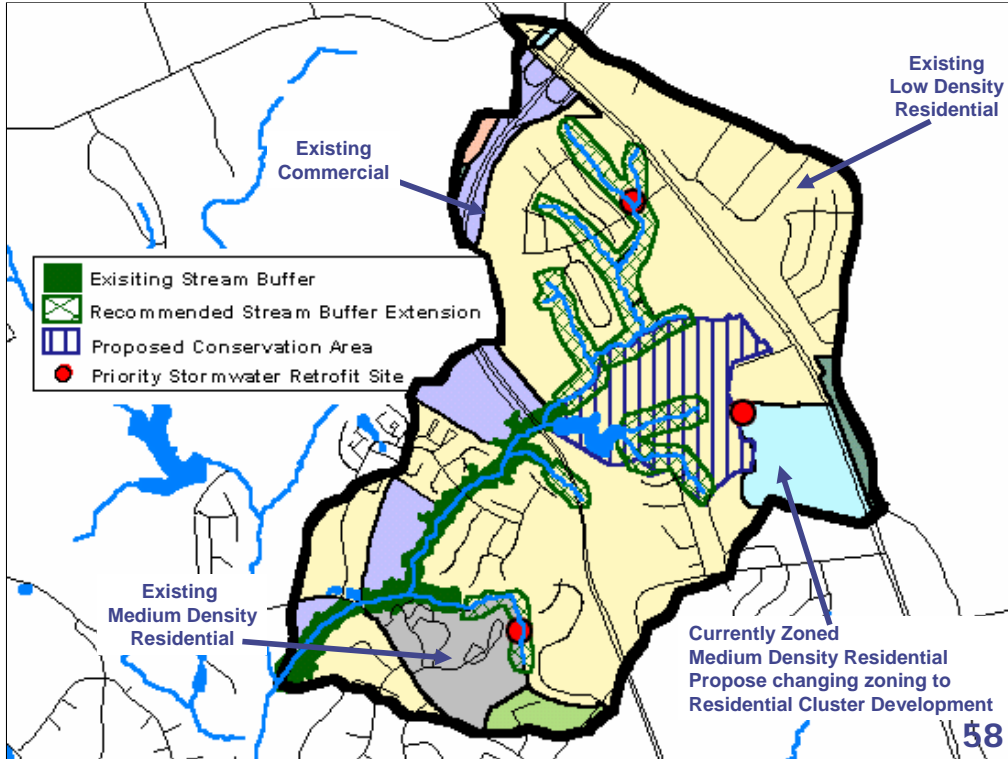 Existing
Low Density
Residential
Existing
Commercial
Exisiting Stream Buffer
Recommended Stream Buffer Extension
Proposed Conservation Area
Priority Stormwater Retrofit Site
Existing
Medium Density
Residential
Currently Zoned
Medium Density Residential
Propose changing zoning to
Residential Cluster Development
58